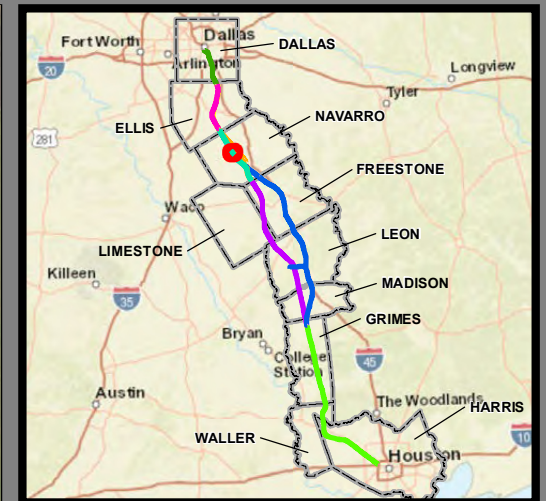 Dallas
DALLAS
Fort Worth
Arlington
20
Longview
Tyler
NAVARRO
ELLIS
281
FREESTONE
Waco
LEON
LIMESTONE
Killeen
MADISON
35
GRIMES
Bryan
College
Station
45
Austin
The Woodlands
HARRIS
WALLER
10
Houston